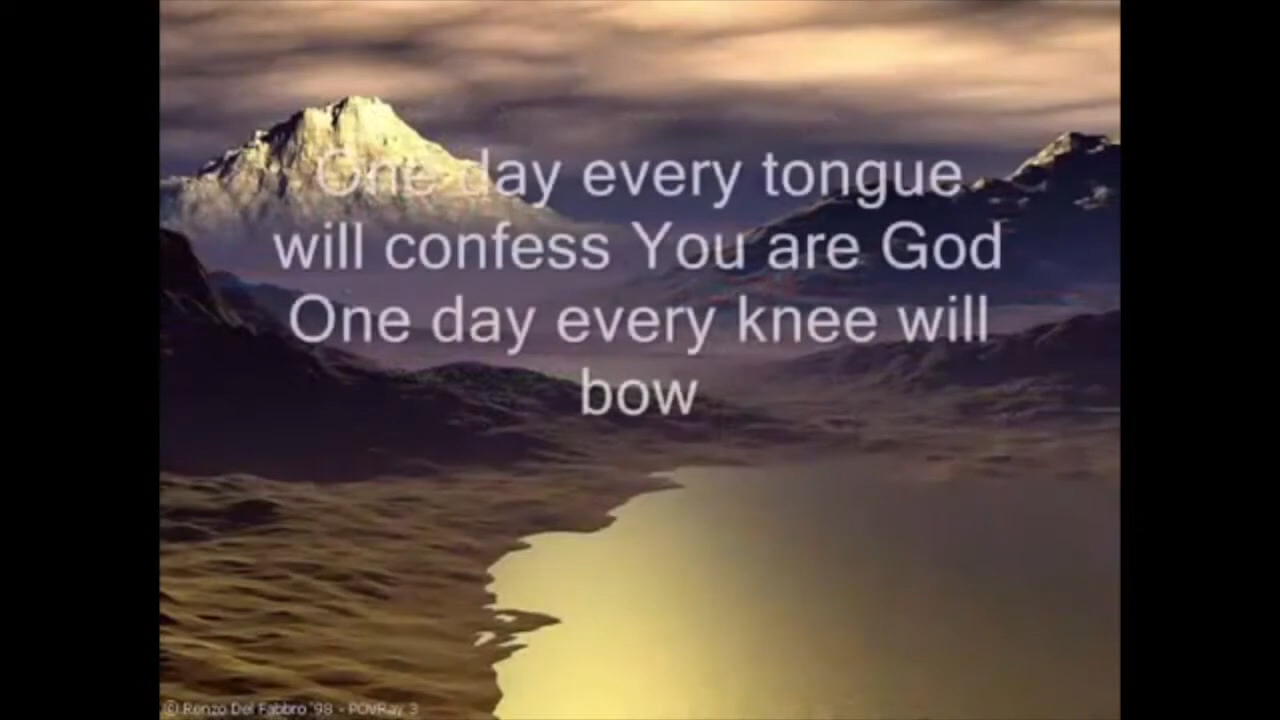 One day every tongue
will confess You are God
One day every knee will
bow
© Renzo Del Fabbro '98 - POVRay 3